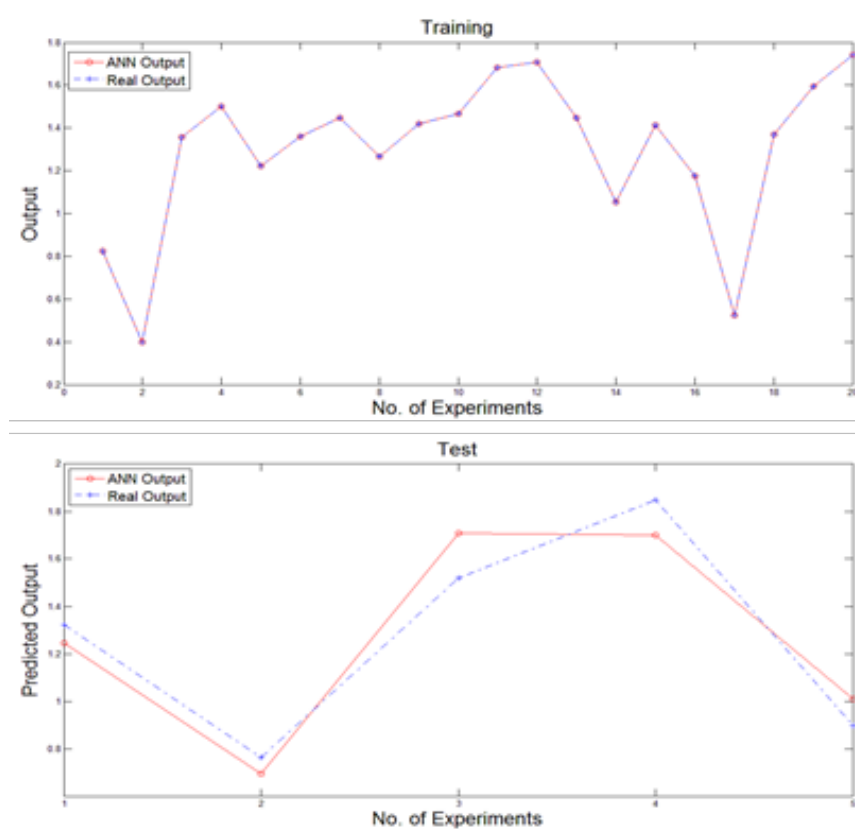 Training
1.8
ANN Output
Real Output
1.6
1.4
1.2
1
0.8
0.6
0.4
0.2
Output
0 2 4 6 8 10 12 14 16 18 20
No. of Experiments
Test
2
ANN Output
Real Output
1.8
1.6
1.4
1.2
1
0.8
Predicted Output
1 2 3 4 5
No. of Experiments